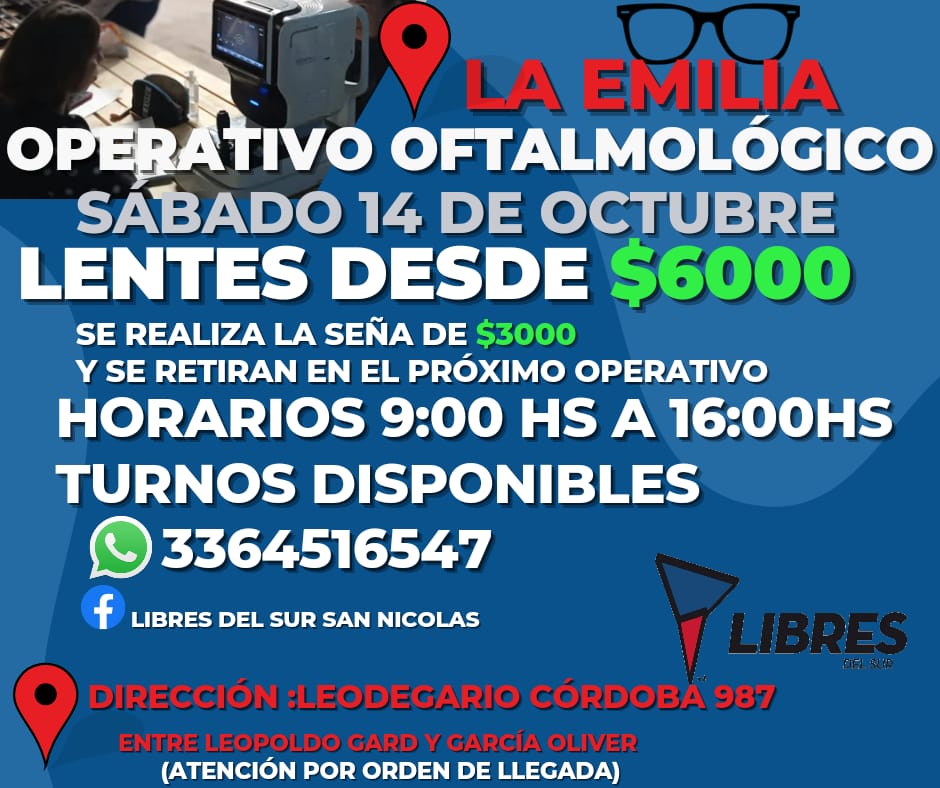 LA EMILIA
OPERATIVO OFTALMOLÓGICO
SÁBADO 14 DE OCTUBRE
LENTES DESDE $6000
SE REALIZA LA SEÑA DE $3000
Y SE RETIRAN EN EL PRÓXIMO OPERATIVO
HORARIOS 9:00 HS A 16:00HS
TURNOS DISPONIBLES
3364516547
LIBRES DEL SUR SAN NICOLAS
LIBRES
DEL SUR
DIRECCIÓN :LEODEGARIO CÓRDOBA 987
ENTRE LEOPOLDO GARD Y GARCÍA OLIVER
(ATENCIÓN POR ORDEN DE LLEGADA)